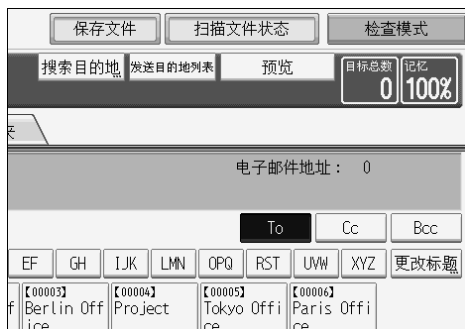 保存文件 扫描文件状态 检查模式
搜索目的地 发送目的地列表 预览 目标总数 0 记忆 100%
电子邮件地址： 0
To Cc Bcc
EF GH IJK LMN OPQ RST UVW XYZ 更改标题
【00003】 【00004】 【00005】 【00006】
Berlin Off Project Tokyo Offi Paris Offi
ice ce ce